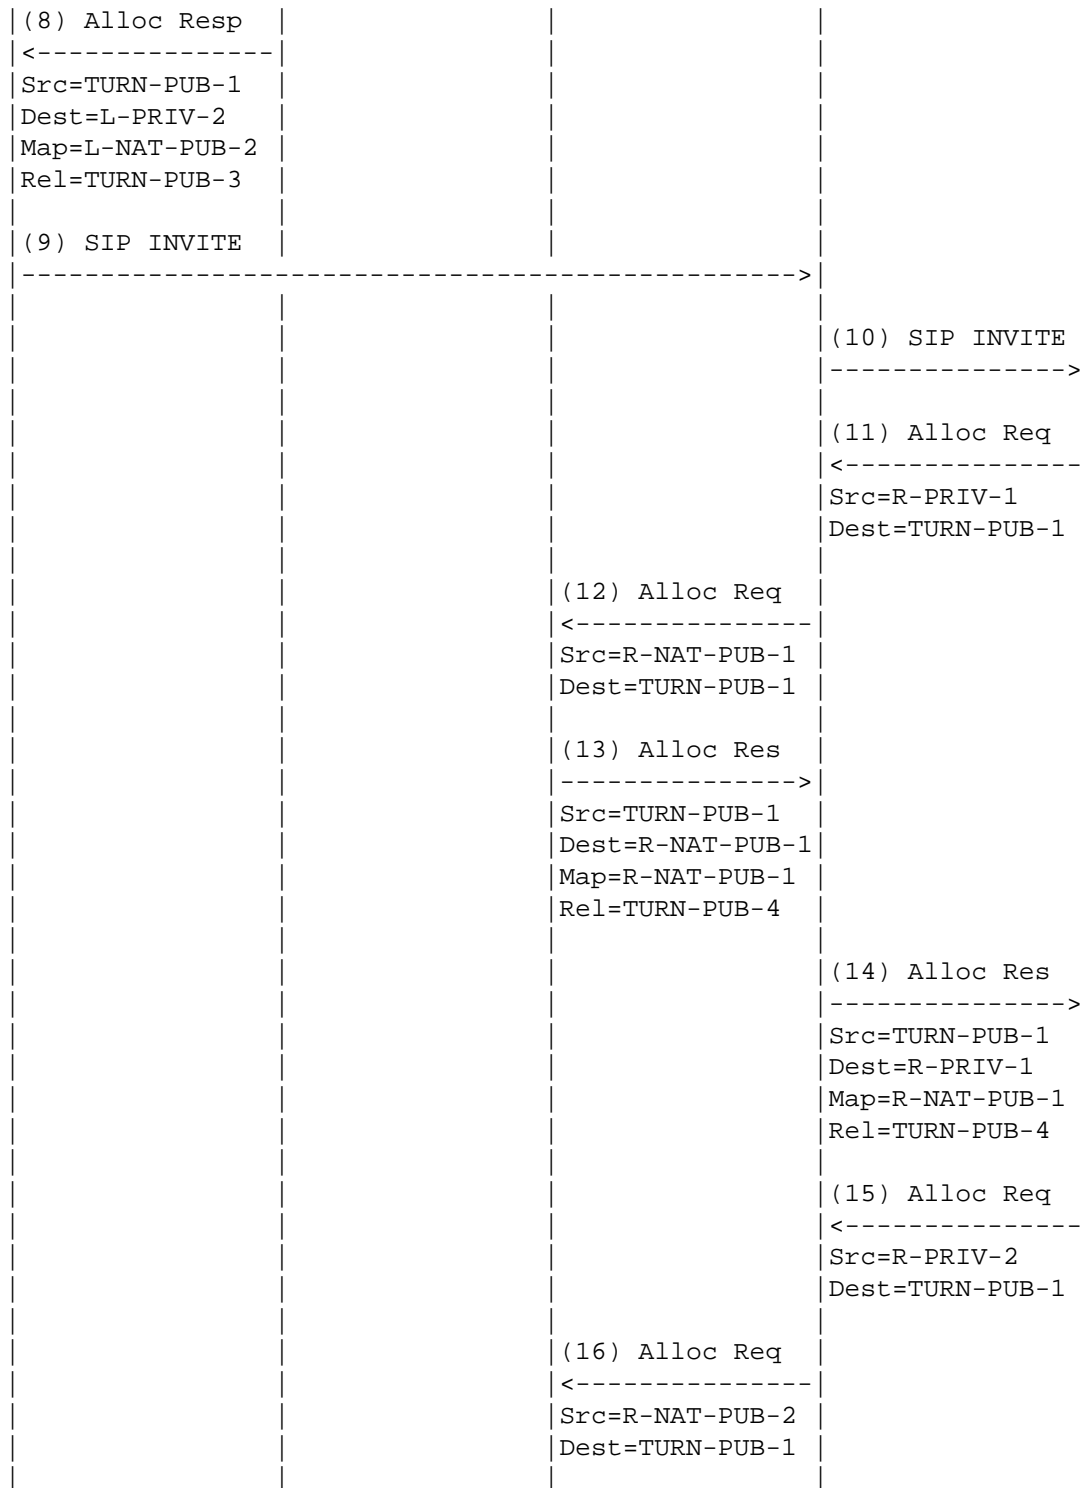 (8) Alloc Resp
<---------------
Src=TURN-PUB-1
Dest=L-PRIV-2
Map=L-NAT-PUB-2
Rel=TURN-PUB-3
(9) SIP INVITE
------------------------------------------------->
(10) SIP INVITE
--------------->
(11) Alloc Req
<---------------
Src=R-PRIV-1
Dest=TURN-PUB-1
(12) Alloc Req
<---------------
Src=R-NAT-PUB-1
Dest=TURN-PUB-1
(13) Alloc Res
--------------->
Src=TURN-PUB-1
Dest=R-NAT-PUB-1
Map=R-NAT-PUB-1
Rel=TURN-PUB-4
(14) Alloc Res
--------------->
Src=TURN-PUB-1
Dest=R-PRIV-1
Map=R-NAT-PUB-1
Rel=TURN-PUB-4
(15) Alloc Req
<---------------
Src=R-PRIV-2
Dest=TURN-PUB-1
(16) Alloc Req
<---------------
Src=R-NAT-PUB-2
Dest=TURN-PUB-1